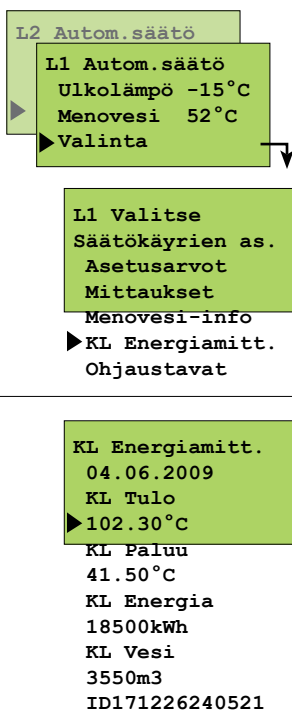 L2 Autom.säätö
L1 Autom.säätö
Ulkolämpö -15°C
Menovesi 52°C
Valinta
L1 Valitse
Säätökäyrien as.
Asetusarvot
Mittaukset
Menovesi-info
KL Energiamitt.
Ohjaustavat
KL Energiamitt.
04.06.2009
KL Tulo
102.30°C
KL Paluu
41.50°C
KL Energia
18500kWh
KL Vesi
3550m3
ID171226240521